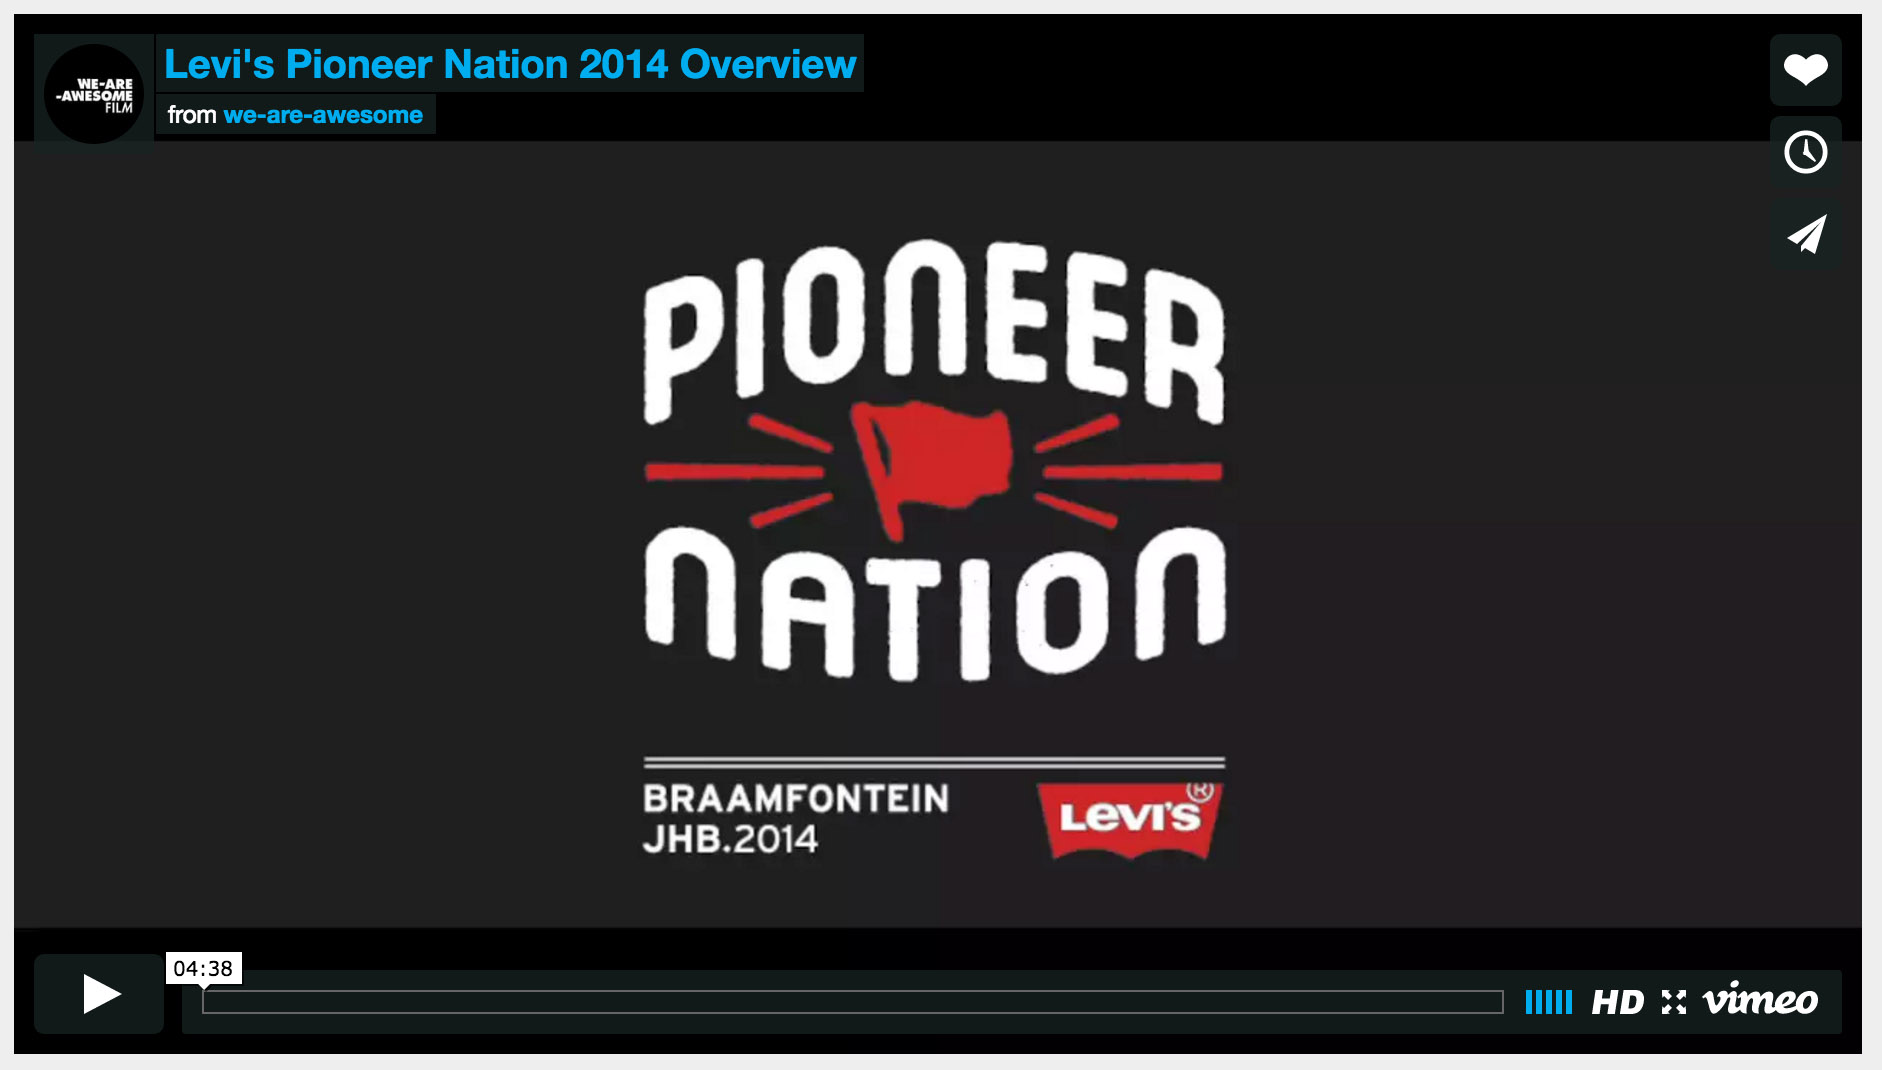 WE-ARE
-AWESOME
FILM
Levi's Pioneer Nation 2014 Overview
from we-are-awesome
PIONEER
NATION
BRAAMFONTEIN
JHB.2014
LEVI'S®
04:38
HD
vimeo